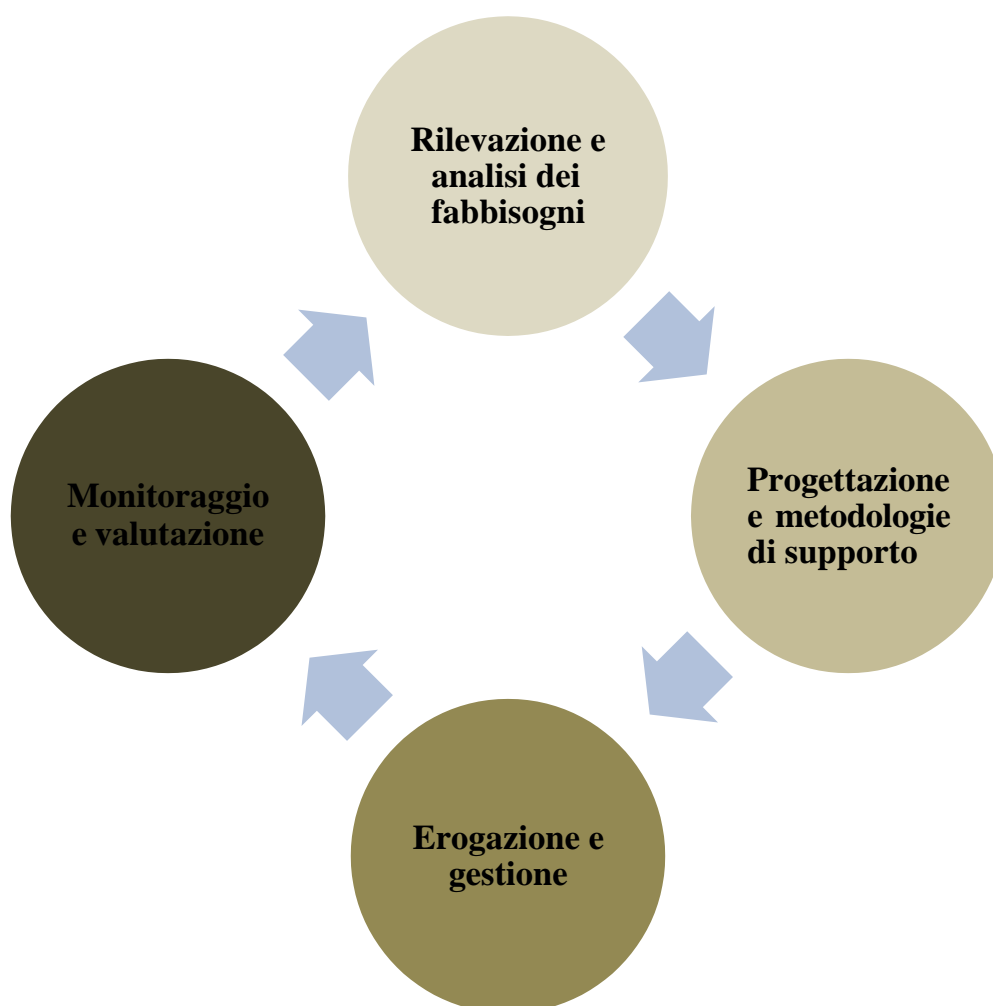 Rilevazione e
analisi dei
fabbisogni
Progettazione
e metodologie
di supporto
Erogazione e
gestione
Monitoraggio
e valutazione